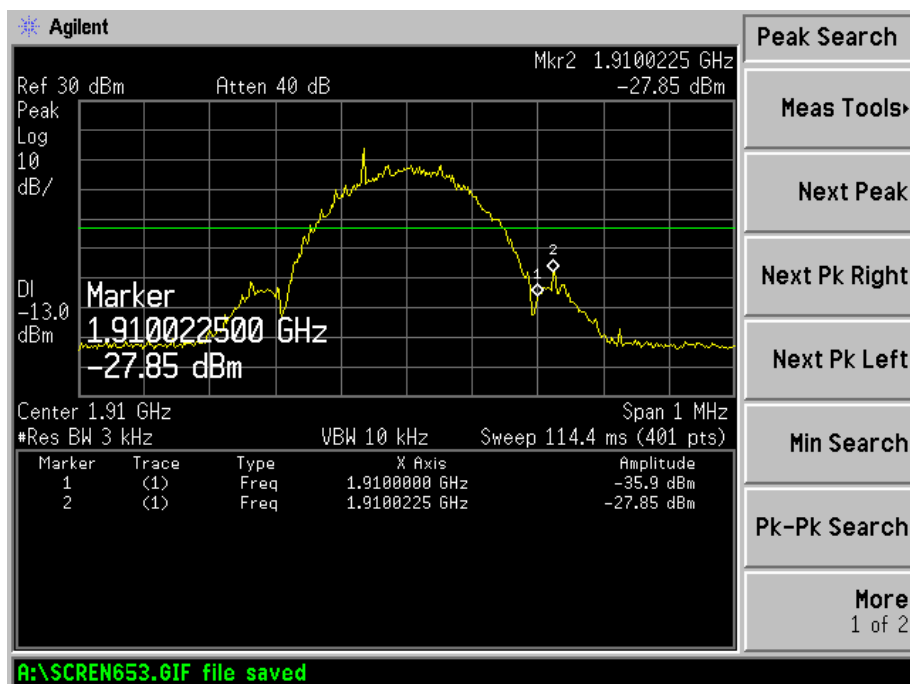 Agilent
Peak Search
Mkr2 1.9100225 GHz
Ref 30 dBm Atten 40 dB -27.85 dBm
Peak
Log
10
dB/
2
1
DI
-13.0
dBm
Marker
1.910022500 GHz
-27.85 dBm
Center 1.91 GHz Span 1 MHz
#Res BW 3 kHz VBW 10 kHz Sweep 114.4 ms (401 pts)
Marker Trace Type X Axis Amplitude
1 (1) Freq 1.9100000 GHz -35.9 dBm
2 (1) Freq 1.9100225 GHz -27.85 dBm
Meas Tools
Next Peak
Next Pk Right
Next Pk Left
Min Search
Pk-Pk Search
More
1 of 2
A:\SCREN653.GIF file saved